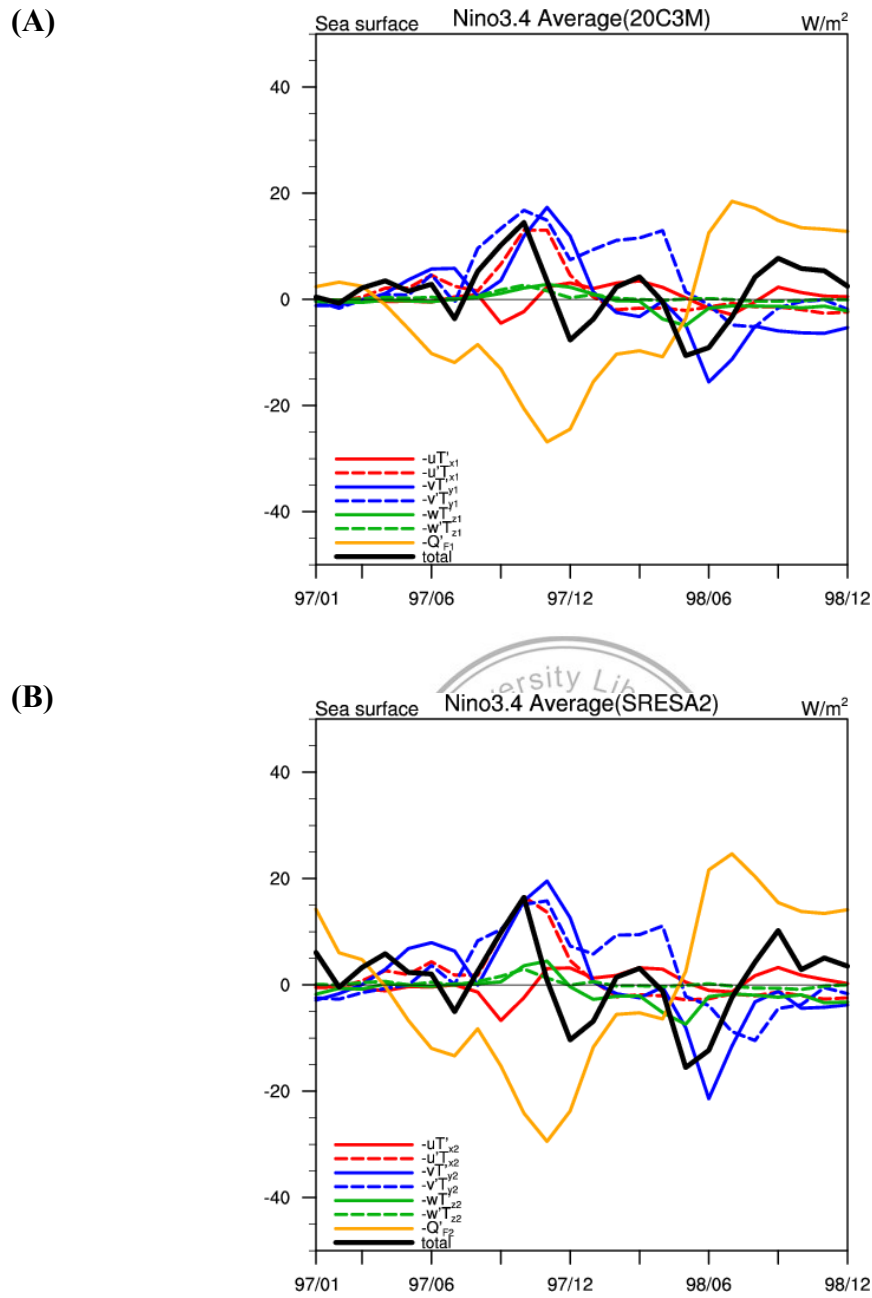 (A)
Sea surface Nino3.4 Average(20C3M) W/m²
40
20
0
-20
-40
-uT'x1
-u'Tx1
-vT'y1
-v'Ty1
-wTz1
-w'Tz1
-Q'F1
total
97/01 97/06 97/12 98/06 98/12
ersity Lib
(B)
Sea surface Nino3.4 Average(SRESA2) W/m²
40
20
0
-20
-40
-uT'x2
-u'Tx2
-vT'y2
-v'Ty2
-wT'z2
-w'Tz2
-Q'F2
total
97/01 97/06 97/12 98/06 98/12